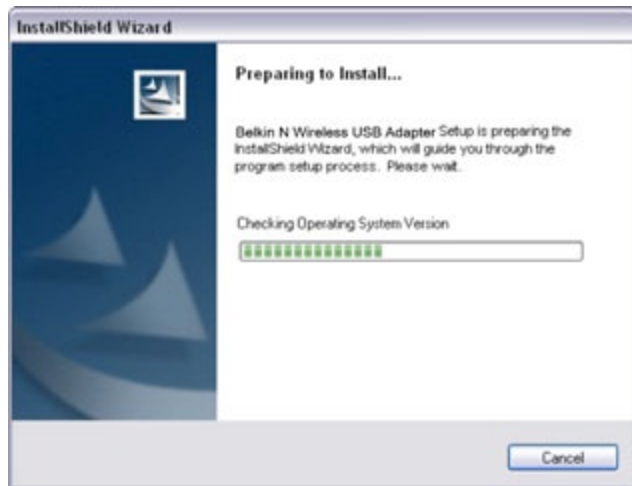 InstallShield Wizard
Preparing to Install...
Belkin N Wireless USB Adapter Setup is preparing the
InstallShield Wizard, which will guide you through the
program setup process. Please wait.
Checking Operating System Version
Cancel